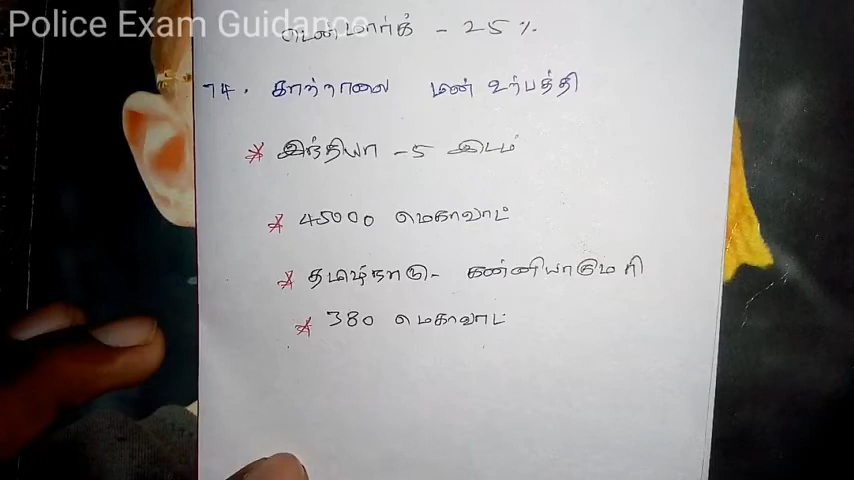 Police Exam Guidance
டென்மார்க் - 25 %.
74. காற்றாலை மின் உற்பத்தி
* இந்தியா - 5 இடம்
* 45000 மெகாவாட்
* தமிழ்நாடு - கன்னியாகுமரி
* 380 மெகாவாட்